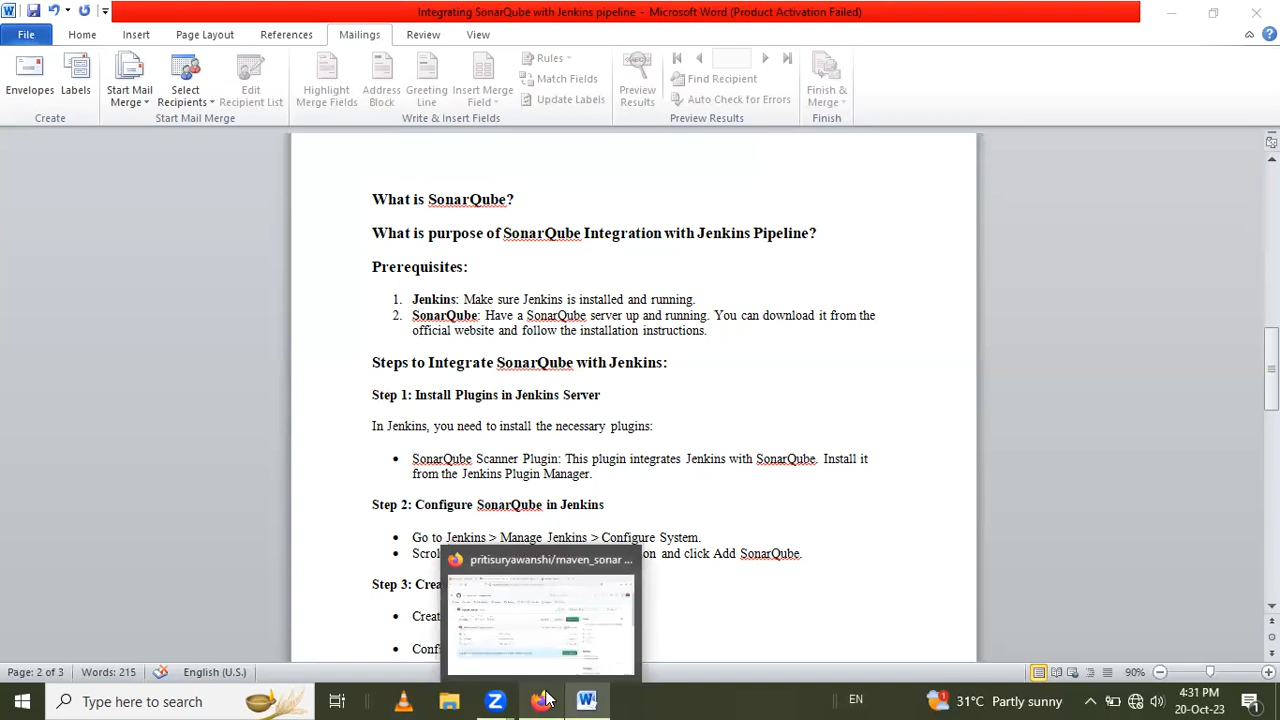 Integrating SonarQube with Jenkins pipeline - Microsoft Word (Product Activation Failed)
File Home Insert Page Layout References Mailings Review View
Envelopes Labels Start Mail Merge Select Recipients Edit Recipient List Highlight Merge Fields Address Block Greeting Line Insert Merge Field Rules Match Fields Update Labels Preview Results Find Recipient Auto Check for Errors Finish & Merge
Create Start Mail Merge Write & Insert Fields Preview Results Finish
What is SonarQube?
What is purpose of SonarQube Integration with Jenkins Pipeline?
Prerequisites:
1. Jenkins: Make sure Jenkins is installed and running.
2. SonarQube: Have a SonarQube server up and running. You can download it from the
official website and follow the installation instructions.
Steps to Integrate SonarQube with Jenkins:
Step 1: Install Plugins in Jenkins Server
In Jenkins, you need to install the necessary plugins:
• SonarQube Scanner Plugin: This plugin integrates Jenkins with SonarQube. Install it
from the Jenkins Plugin Manager.
Step 2: Configure SonarQube in Jenkins
• Go to Jenkins > Manage Jenkins > Configure System.
• Scrol on and click Add SonarQube.
pritisuryawanshi/maven_sonar ...
Step 3: Crea
• Creat
• Conf
Page: 2 of Words: 2 English (U.S.) 90%
Type here to search EN 31°C Partly sunny 4:31 PM
20-Oct-23